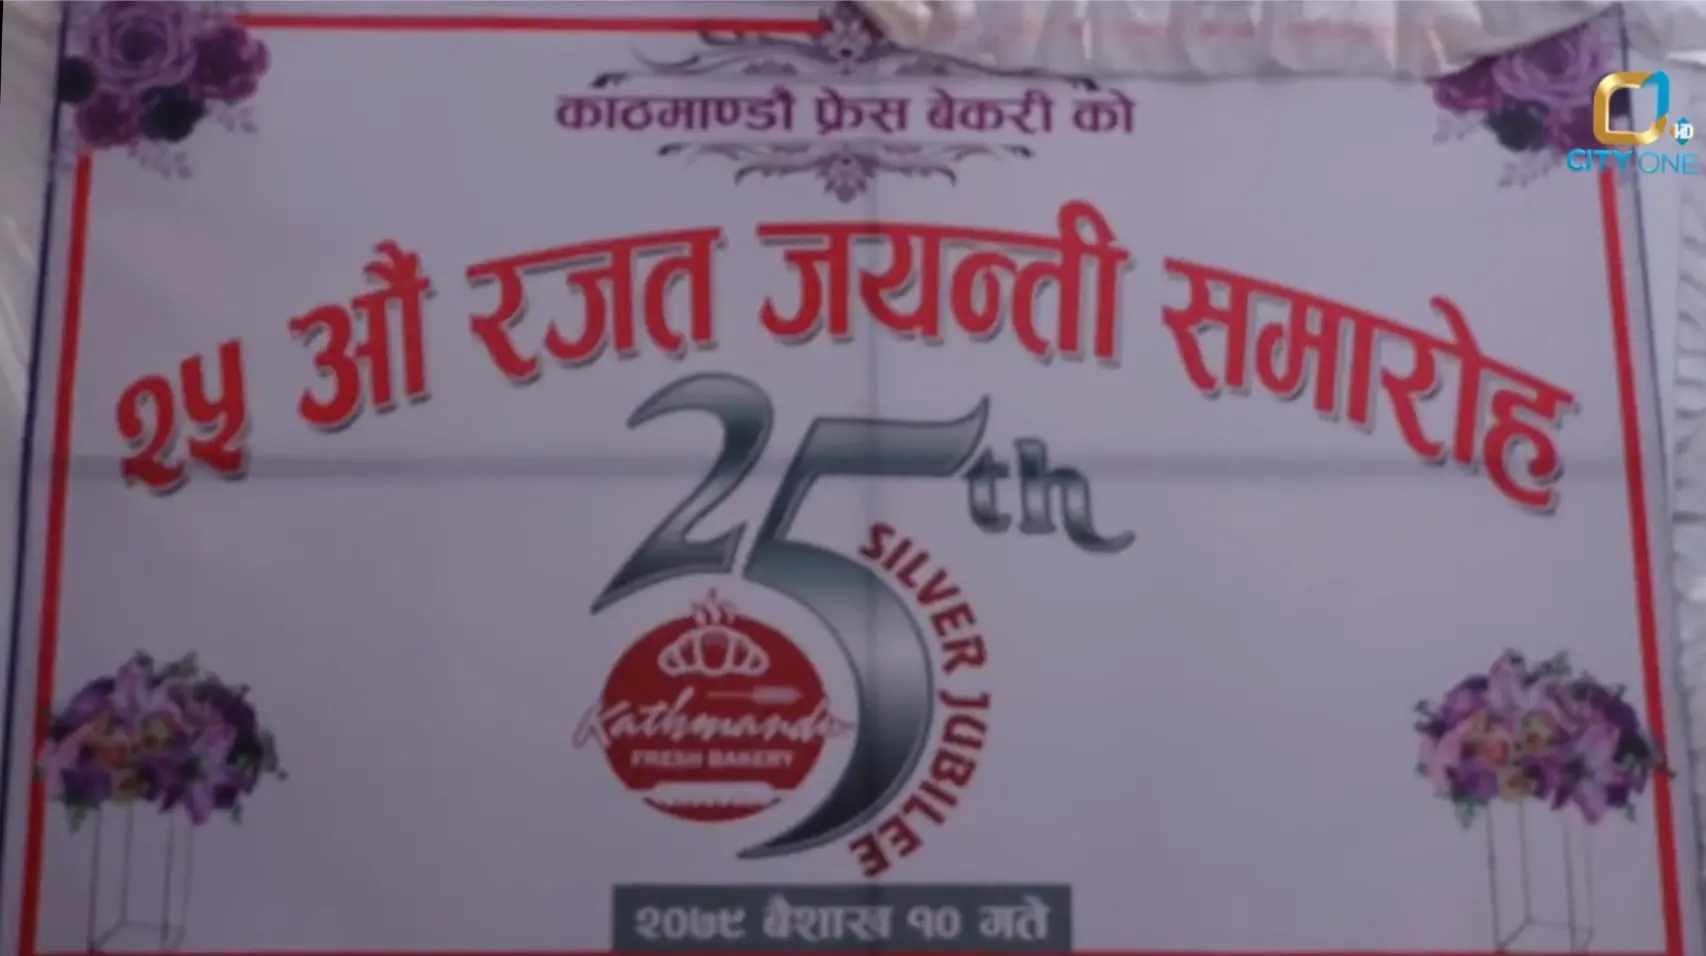 काठमाण्डौ फ्रेस बेकरी को
CITY ONE HD
२५ औं रजत जयन्ती समारोह
25th
SILVER JUBILEE
Kathmandu
FRESH BAKERY
२०७९ बैशाख १० गते